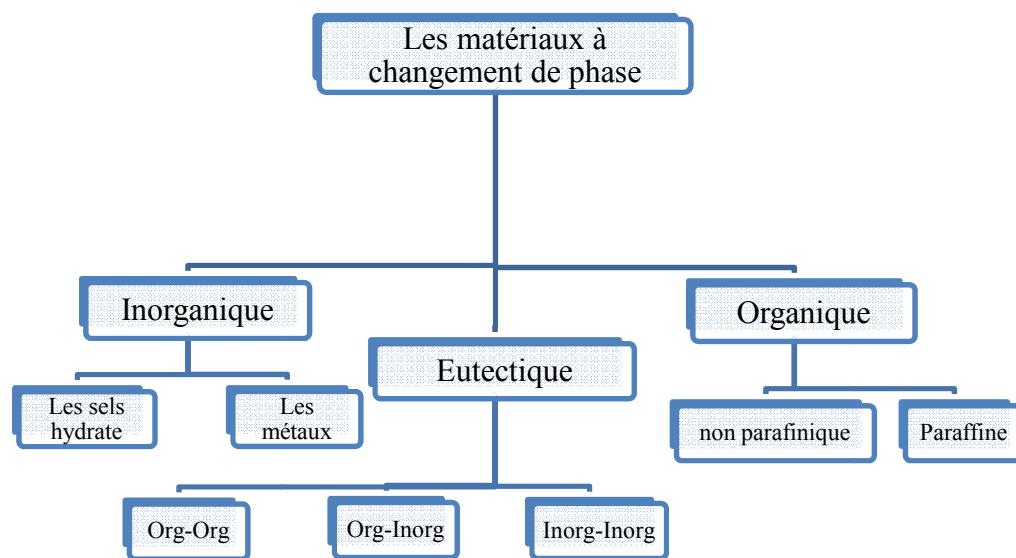 Les matériaux à
changement de phase
Inorganique
Organique
Eutectique
Les sels
hydrate
Les
métaux
non parafinique
Paraffine
Org-Org
Org-Inorg
Inorg-Inorg